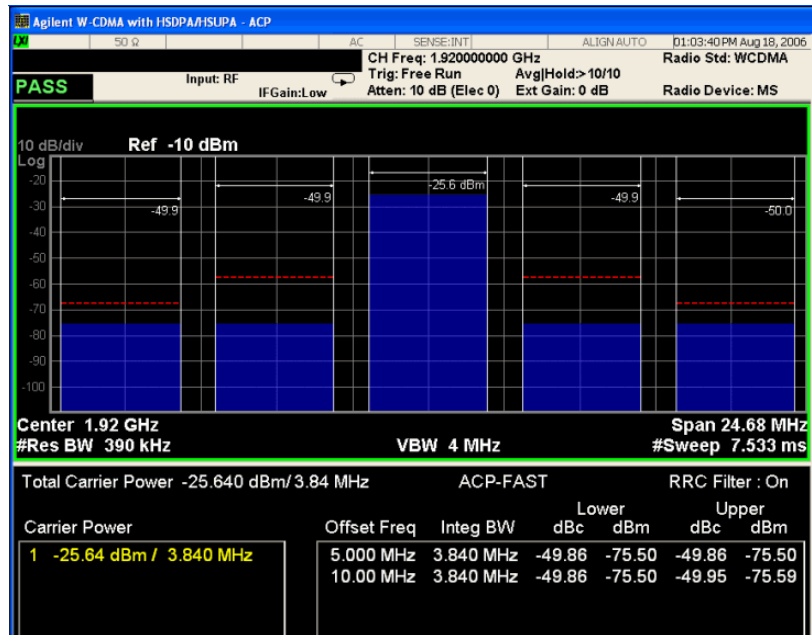 Agilent W-CDMA with HSDPA/HSUPA - ACP
LXI 50 Ω AC SENSE:INT ALIGN AUTO 01:03:40 PM Aug 18, 2006
CH Freq: 1.920000000 GHz Radio Std: WCDMA
PASS Input: RF Trig: Free Run Avg|Hold:>10/10
IFGain:Low Atten: 10 dB (Elec 0) Ext Gain: 0 dB Radio Device: MS
10 dB/div Ref -10 dBm
Log
-20
-30
-40
-50
-60
-70
-80
-90
-100
-49.9
-49.9
-25.6 dBm
-49.9
-50.0
Center 1.92 GHz Span 24.68 MHz
#Res BW 390 kHz VBW 4 MHz #Sweep 7.533 ms
Total Carrier Power -25.640 dBm/ 3.84 MHz ACP-FAST RRC Filter : On
Lower Upper
Carrier Power Offset Freq Integ BW dBc dBm dBc dBm
1 -25.64 dBm / 3.840 MHz 5.000 MHz 3.840 MHz -49.86 -75.50 -49.86 -75.50
10.00 MHz 3.840 MHz -49.86 -75.50 -49.95 -75.59